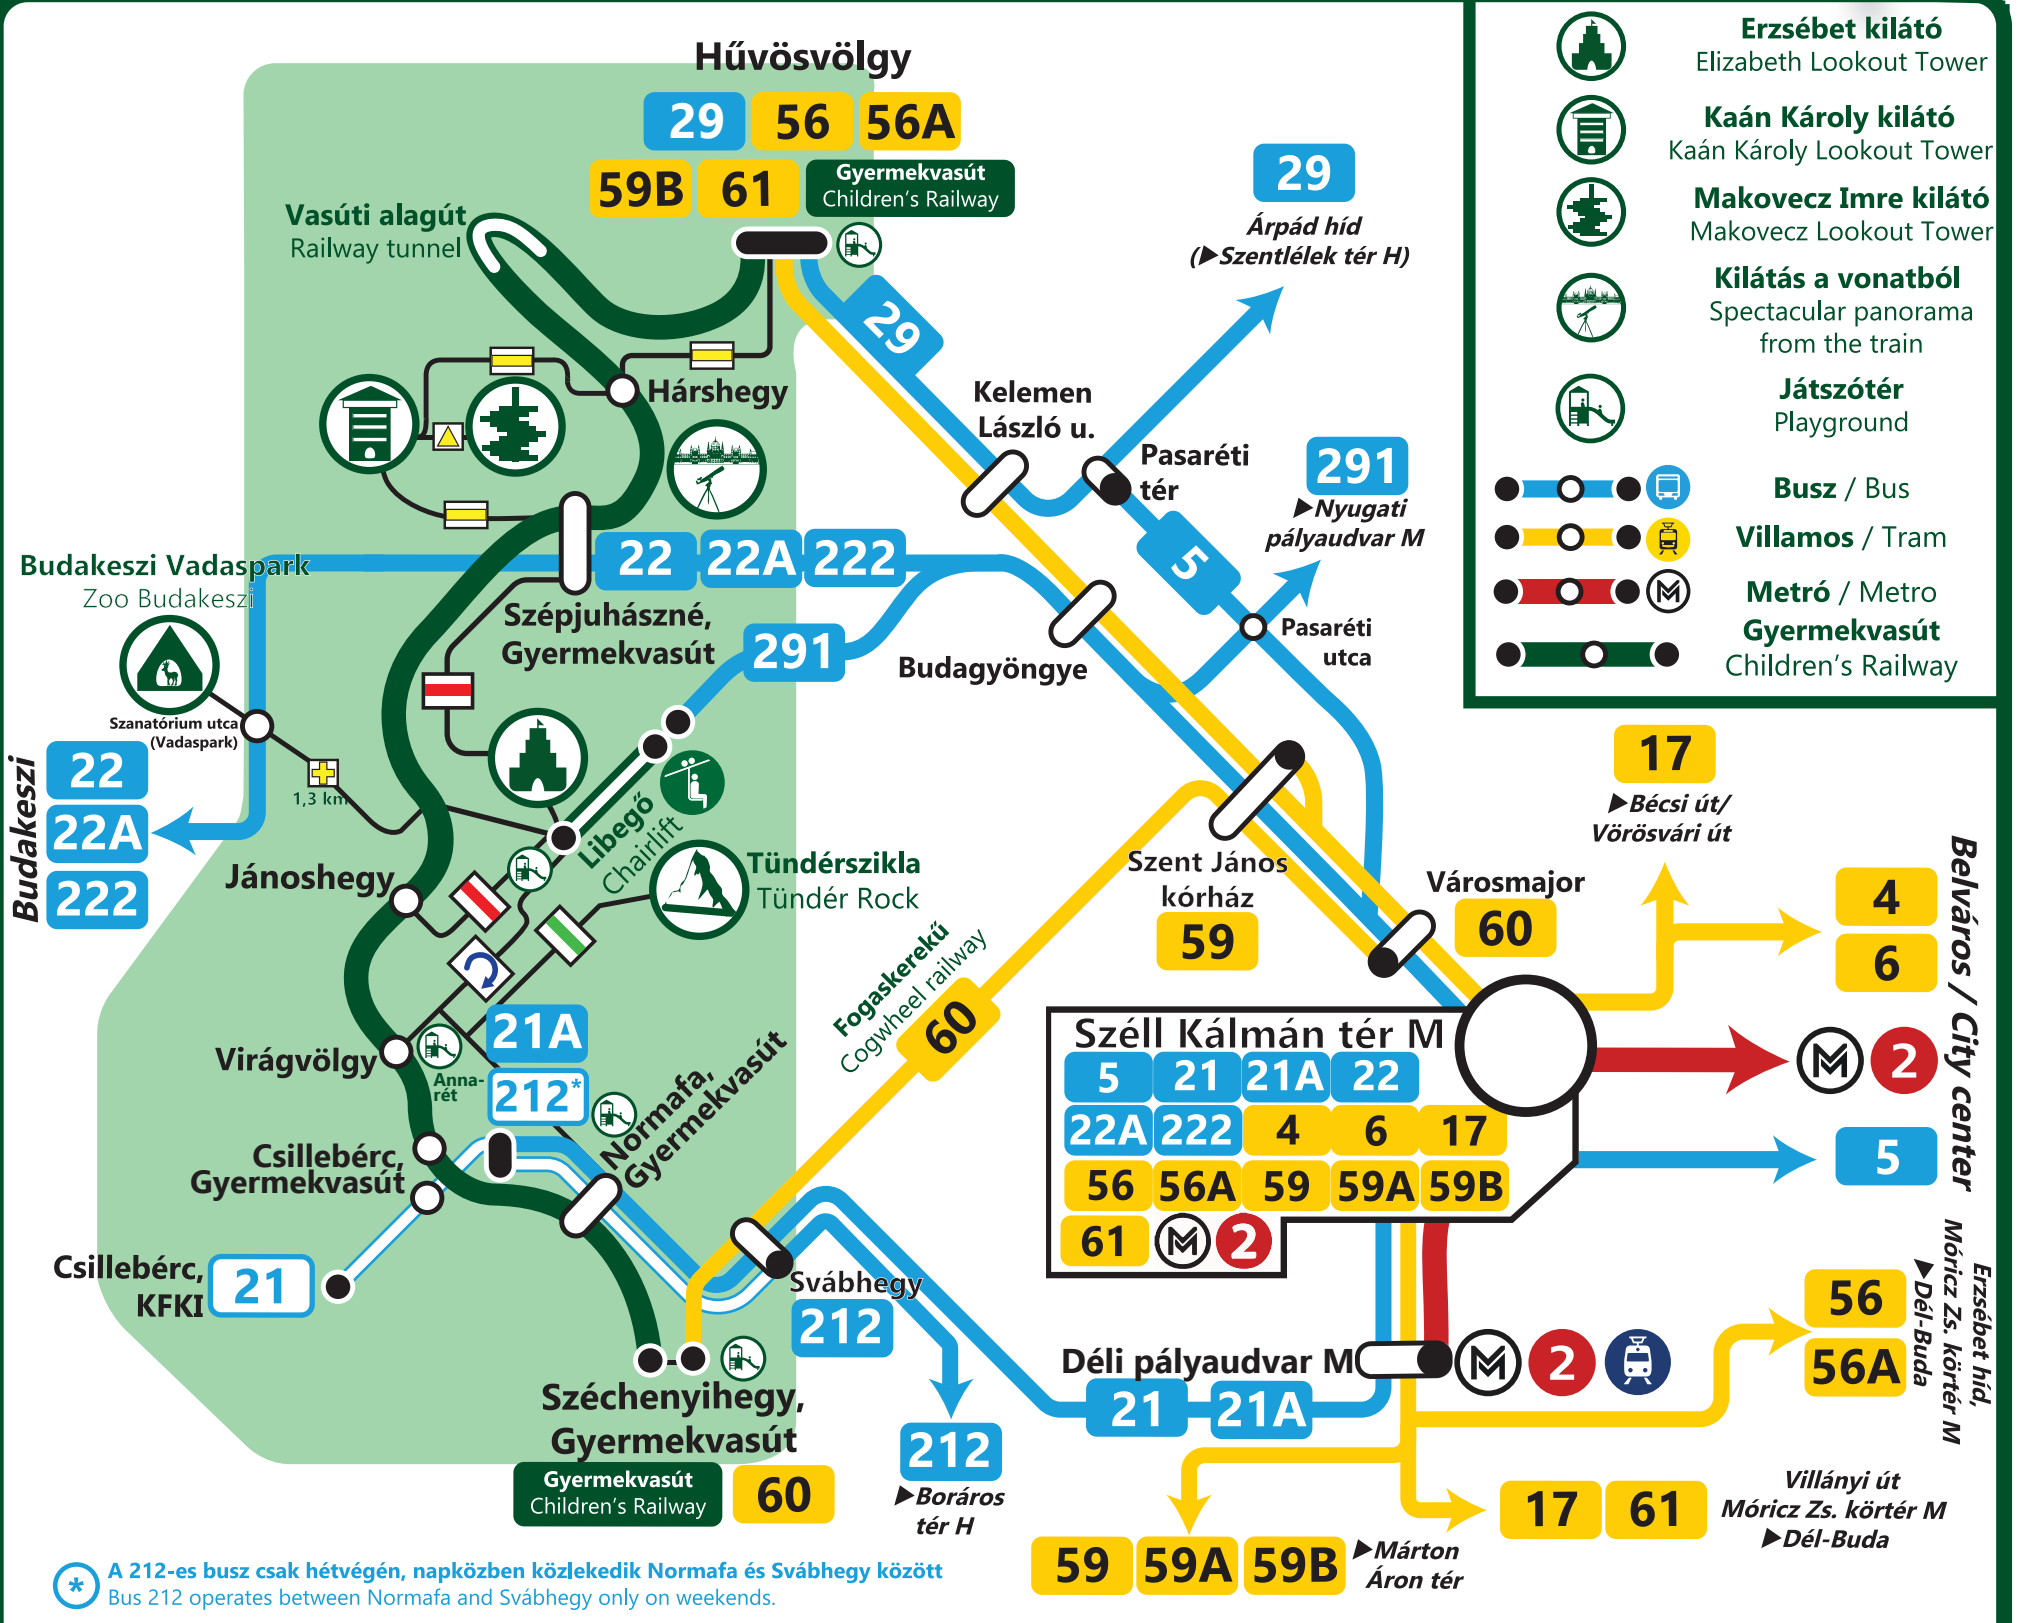 Hűvösvölgy
29 56 56A
59B 61 Gyermekvasút
Children's Railway
Vasúti alagút
Railway tunnel
29
Árpád híd
(▶Szentlélek tér H)
29
Hárshegy
Kelemen
László u.
Pasaréti
tér
291
▶Nyugati
pályaudvar M
5
Budakeszi Vadaspark
Zoo Budakeszi
22 22A 222
Szépjuhászné,
Gyermekvasút
291
Budagyöngye
Pasaréti
utca
Szanatórium utca
(Vadaspark)
1,3 km
Budakeszi
22
22A
222
Libegő
Chairlift
Jánoshegy
Tündérszikla
Tündér Rock
Szent János
kórház
59
Városmajor
60
17
▶Bécsi út/
Vörösvári út
4
6
M 2
5
Belváros / City center
Fogaskerekű
Cogwheel railway
60
Virágvölgy
Anna-
rét
21A
212*
Normafa,
Gyermekvasút
Csillebérc,
Gyermekvasút
Csillebérc,
KFKI
21
Svábhegy
212
Széchenyihegy,
Gyermekvasút
Gyermekvasút
Children's Railway
60
212
▶Boráros
tér H
Széll Kálmán tér M
5 21 21A 22
22A 222 4 6 17
56 56A 59 59A 59B
61 M 2
Déli pályaudvar M
M 2
21 21A
56
56A
Erzsébet híd,
Móricz Zs. körtér M
▶Dél-Buda
17 61
Villányi út
Móricz Zs. körtér M
▶Dél-Buda
59 59A 59B
▶Márton
Áron tér
* A 212-es busz csak hétvégén, napközben közlekedik Normafa és Svábhegy között
Bus 212 operates between Normafa and Svábhegy only on weekends.
Erzsébet kilátó
Elizabeth Lookout Tower
Kaán Károly kilátó
Kaán Károly Lookout Tower
Makovecz Imre kilátó
Makovecz Lookout Tower
Kilátás a vonatból
Spectacular panorama
from the train
Játszótér
Playground
Busz / Bus
Villamos / Tram
M Metró / Metro
Gyermekvasút
Children's Railway